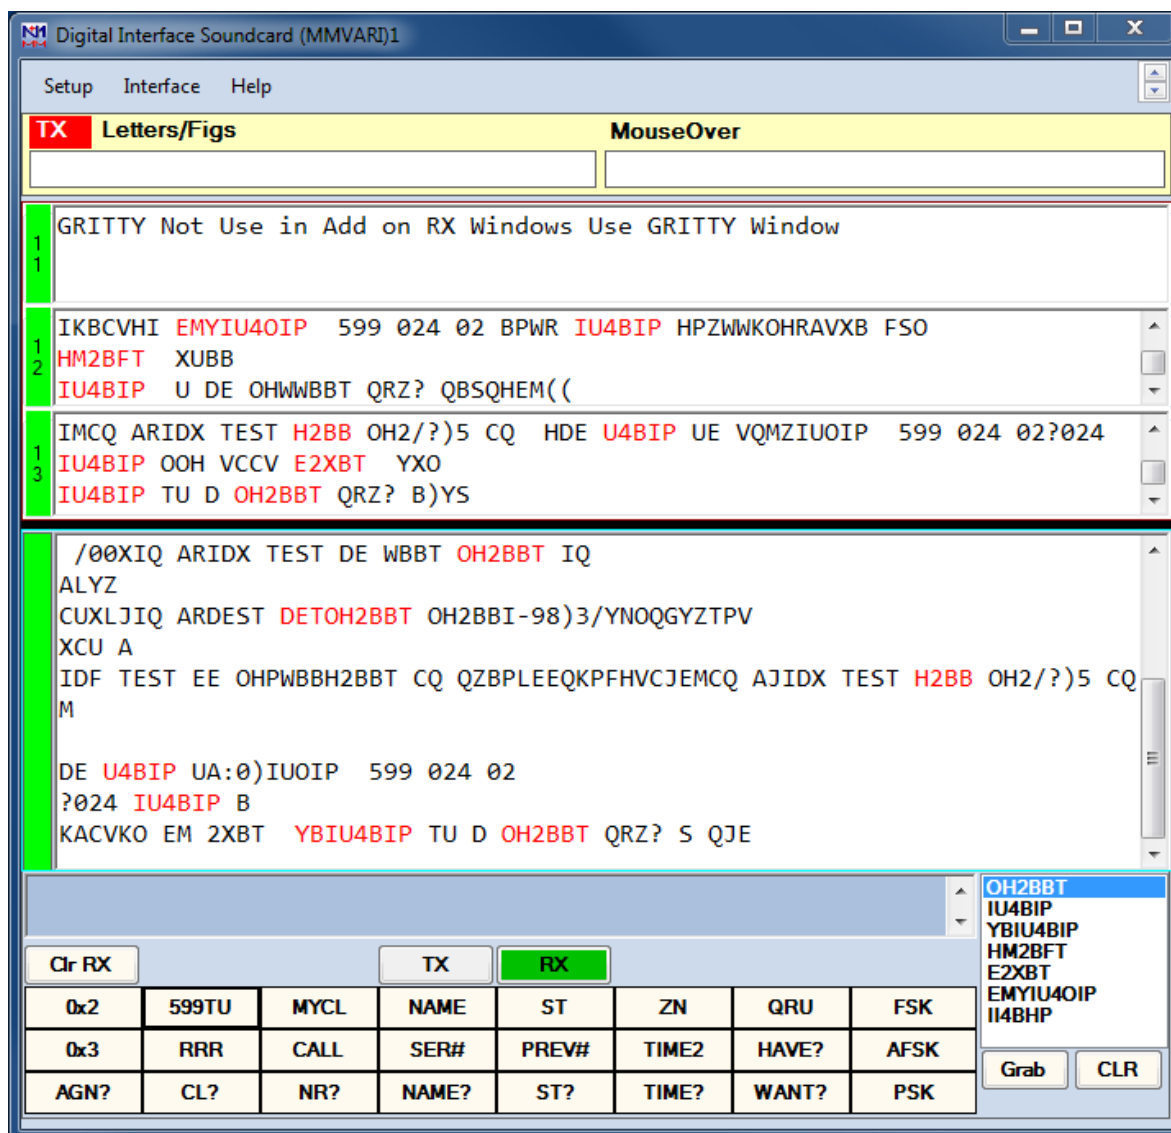 Digital Interface Soundcard (MMVARI)1
Setup Interface Help
TX Letters/Figs MouseOver
11
GRITTY Not Use in Add on RX Windows Use GRITTY Window
12
IKBCVHI EMYIU4OIP  599 024 02 BPWR IU4BIP HPZWWKOHRAVXB FSO
HM2BFT  XUBB
IU4BIP  U DE OHWWBBT QRZ? QBSQHEM((
13
IMCQ ARIDX TEST H2BB OH2/?)5 CQ  HDE U4BIP UE VQMZIUOIP  599 024 02?024
IU4BIP OOH VCCV E2XBT  YXO
IU4BIP TU D OH2BBT QRZ? B)YS
/00XIQ ARIDX TEST DE WBBT OH2BBT IQ
ALYZ
CUXLJIQ ARDEST DETOH2BBT OH2BBI-98)3/YNOQGYZTPV
XCU A
IDF TEST EE OHPWBBH2BBT CQ QZBPLEEQKPFHVCJEMCQ AJIDX TEST H2BB OH2/?)5 CQ
M
DE U4BIP UA:0)IUOIP  599 024 02
?024 IU4BIP B
KACVKO EM 2XBT  YBIU4BIP TU D OH2BBT QRZ? S QJE
OH2BBT
IU4BIP
YBIU4BIP
HM2BFT
E2XBT
EMYIU4OIP
II4BHP
Clr RX TX RX
0x2 599TU MYCL NAME ST ZN QRU FSK
0x3 RRR CALL SER# PREV# TIME2 HAVE? AFSK
AGN? CL? NR? NAME? ST? TIME? WANT? PSK
Grab CLR